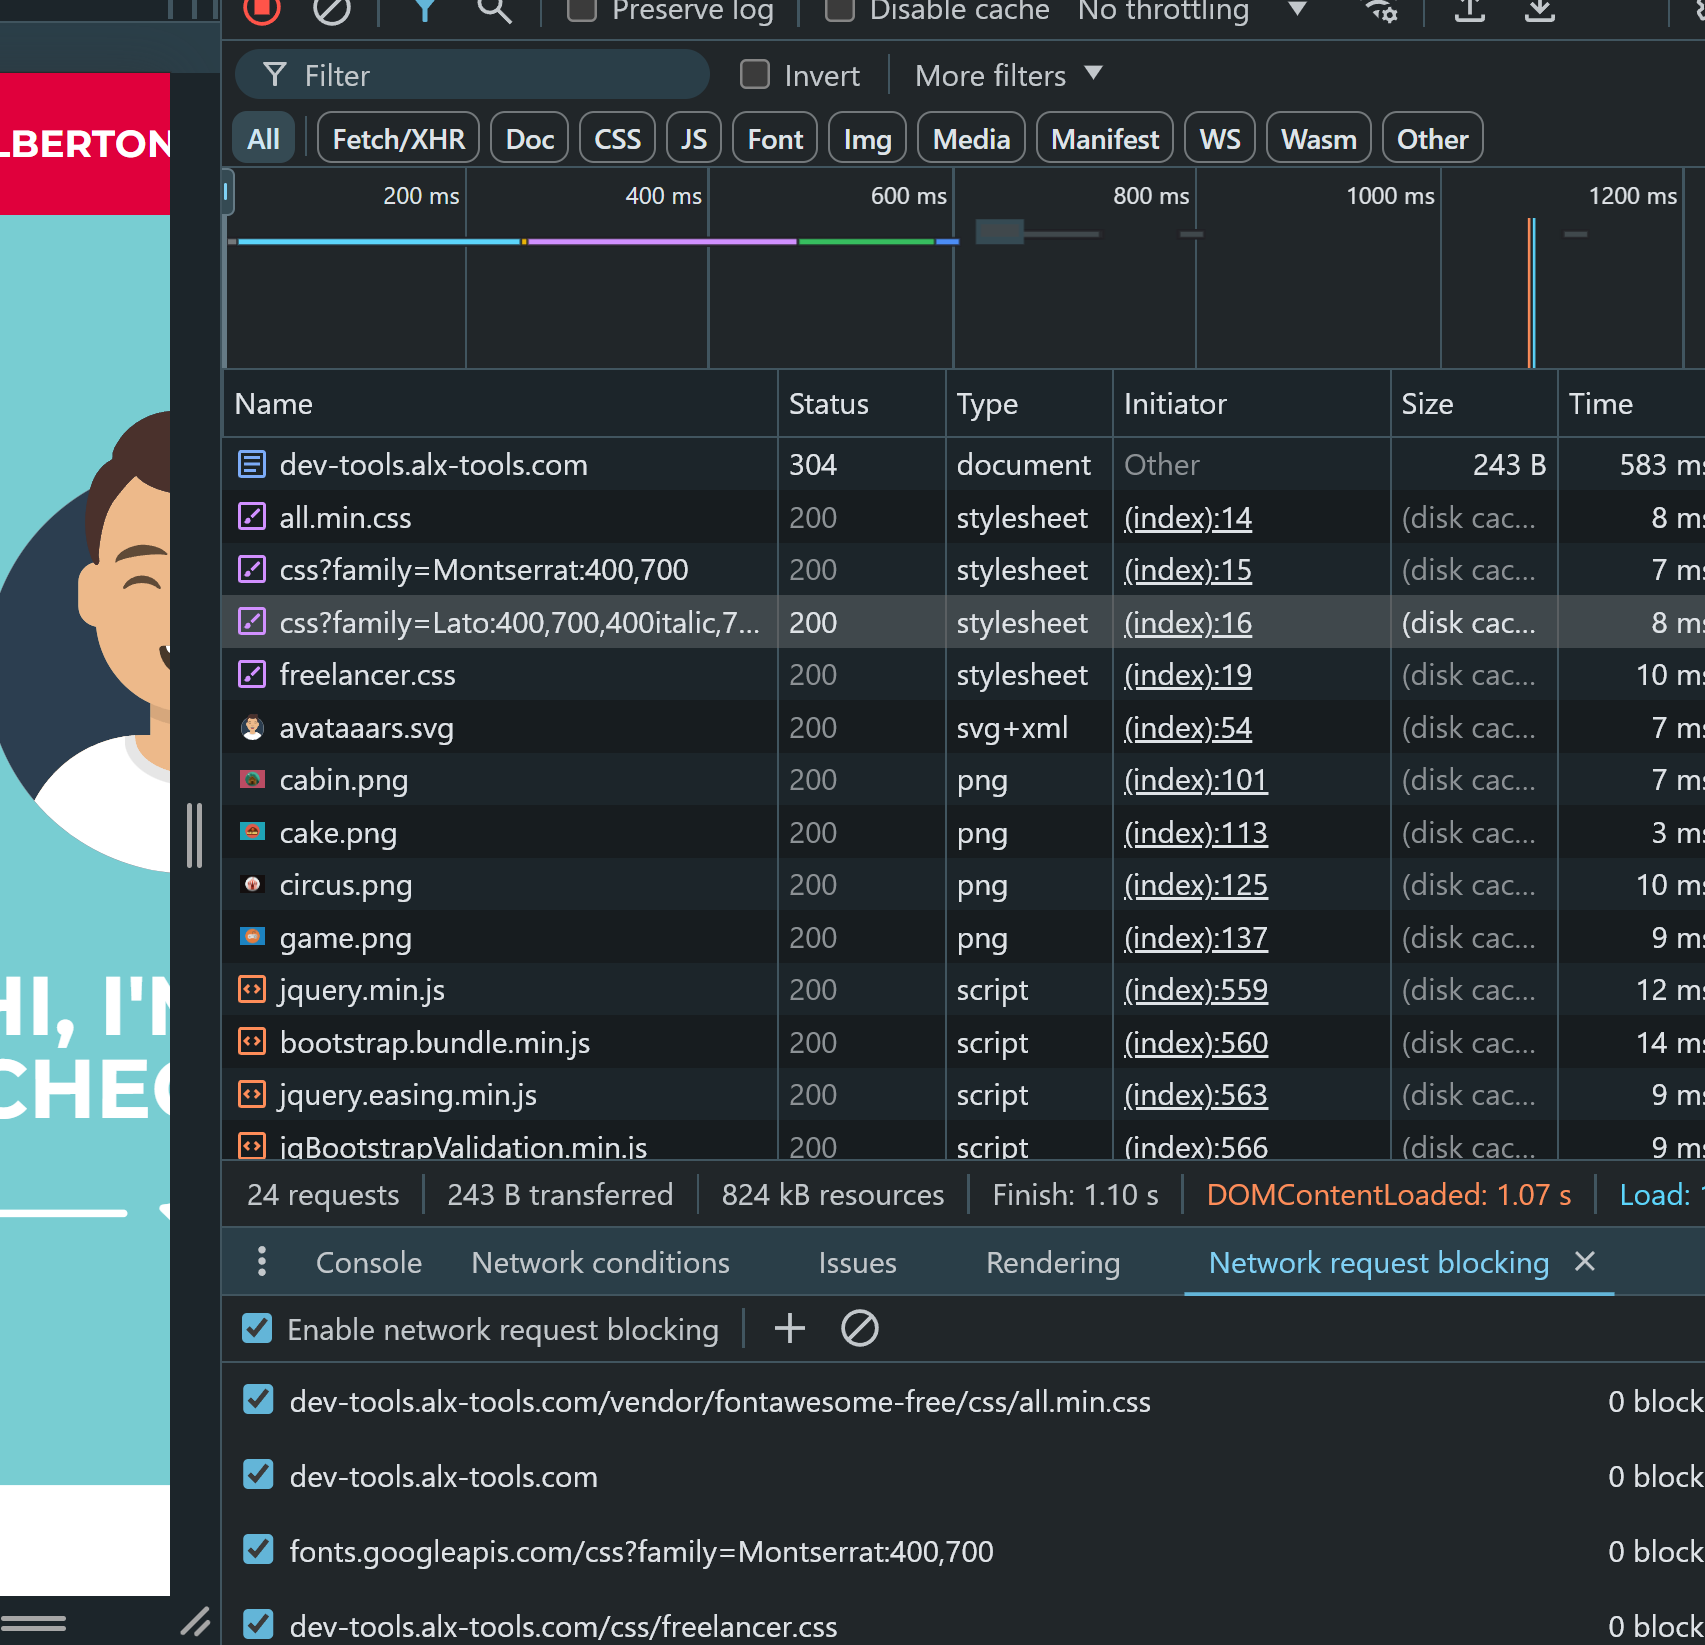 Preserve log Disable cache No throttling
Filter Invert More filters
All Fetch/XHR Doc CSS JS Font Img Media Manifest WS Wasm Other
200 ms 400 ms 600 ms 800 ms 1000 ms 1200 ms
Name Status Type Initiator Size Time
dev-tools.alx-tools.com 304 document Other 243 B 583 ms
all.min.css 200 stylesheet (index):14 (disk cac... 8 ms
css?family=Montserrat:400,700 200 stylesheet (index):15 (disk cac... 7 ms
css?family=Lato:400,700,400italic,7... 200 stylesheet (index):16 (disk cac... 8 ms
freelancer.css 200 stylesheet (index):19 (disk cac... 10 ms
avataaars.svg 200 svg+xml (index):54 (disk cac... 7 ms
cabin.png 200 png (index):101 (disk cac... 7 ms
cake.png 200 png (index):113 (disk cac... 3 ms
circus.png 200 png (index):125 (disk cac... 10 ms
game.png 200 png (index):137 (disk cac... 9 ms
jquery.min.js 200 script (index):559 (disk cac... 12 ms
bootstrap.bundle.min.js 200 script (index):560 (disk cac... 14 ms
jquery.easing.min.js 200 script (index):563 (disk cac... 9 ms
jqBootstrapValidation.min.js 200 script (index):566 (disk cac... 9 ms
24 requests 243 B transferred 824 kB resources Finish: 1.10 s DOMContentLoaded: 1.07 s Load:
Console Network conditions Issues Rendering Network request blocking
Enable network request blocking
dev-tools.alx-tools.com/vendor/fontawesome-free/css/all.min.css 0 block
dev-tools.alx-tools.com 0 block
fonts.googleapis.com/css?family=Montserrat:400,700 0 block
dev-tools.alx-tools.com/css/freelancer.css 0 block
LBERTON
HI, I'M
CHEC